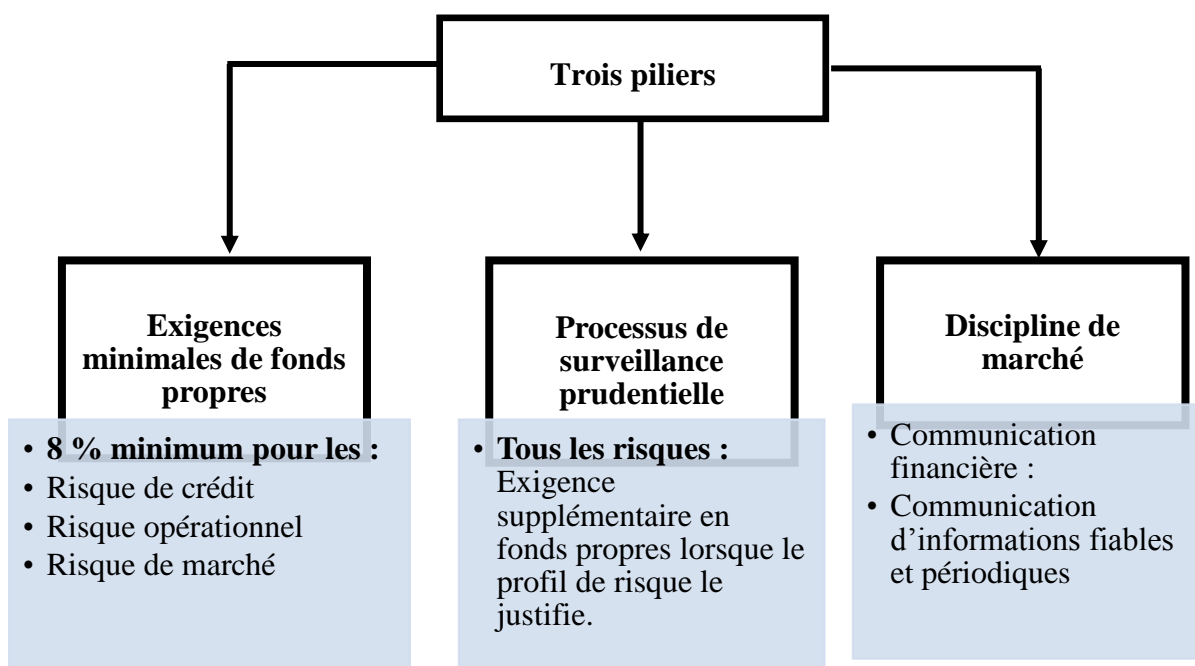 Trois piliers
Exigences
minimales de fonds
propres
• 8 % minimum pour les :
• Risque de crédit
• Risque opérationnel
• Risque de marché
Processus de
surveillance
prudentielle
• Tous les risques :
Exigence
supplémentaire en
fonds propres lorsque le
profil de risque le
justifie.
Discipline de
marché
• Communication
financière :
• Communication
d’informations fiables
et périodiques